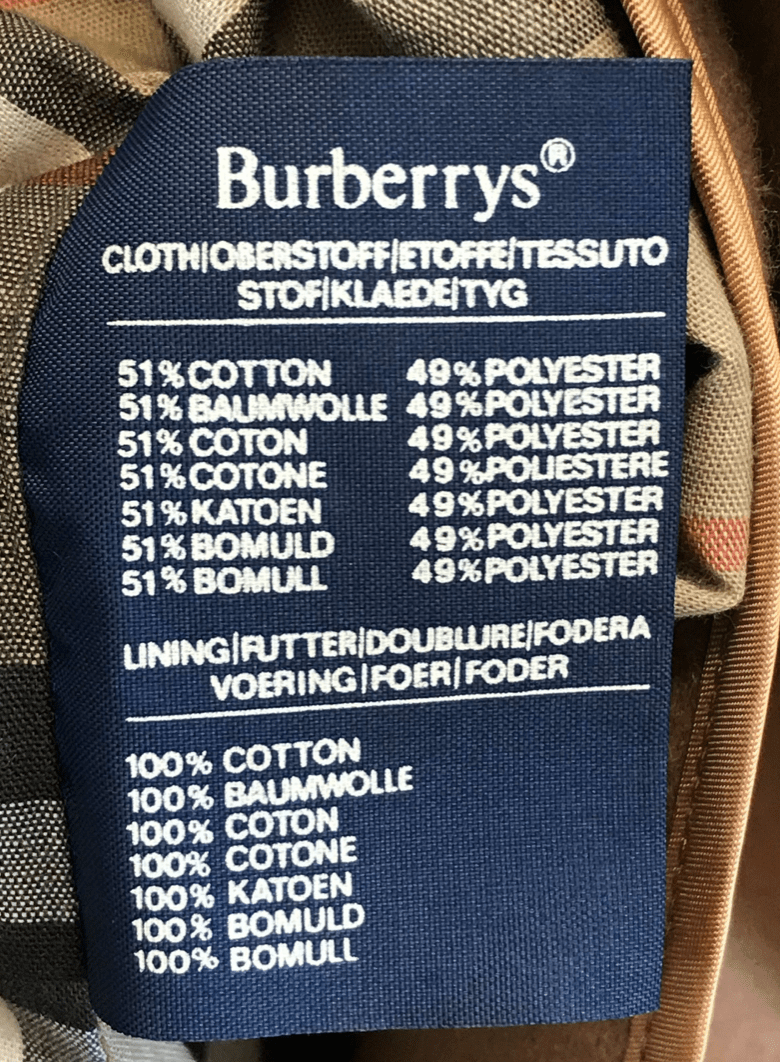 Burberrys®
CLOTH|OBERSTOFF|ETOFFE|TESSUTO
STOF|KLAEDE|TYG
51% COTTON 49% POLYESTER
51% BAUMWOLLE 49% POLYESTER
51% COTON 49% POLYESTER
51% COTONE 49% POLIESTERE
51% KATOEN 49% POLYESTER
51% BOMULD 49% POLYESTER
51% BOMULL 49% POLYESTER
LINING|FUTTER|DOUBLURE|FODERA
VOERING|FOER|FODER
100% COTTON
100% BAUMWOLLE
100% COTON
100% COTONE
100% KATOEN
100% BOMULD
100% BOMULL